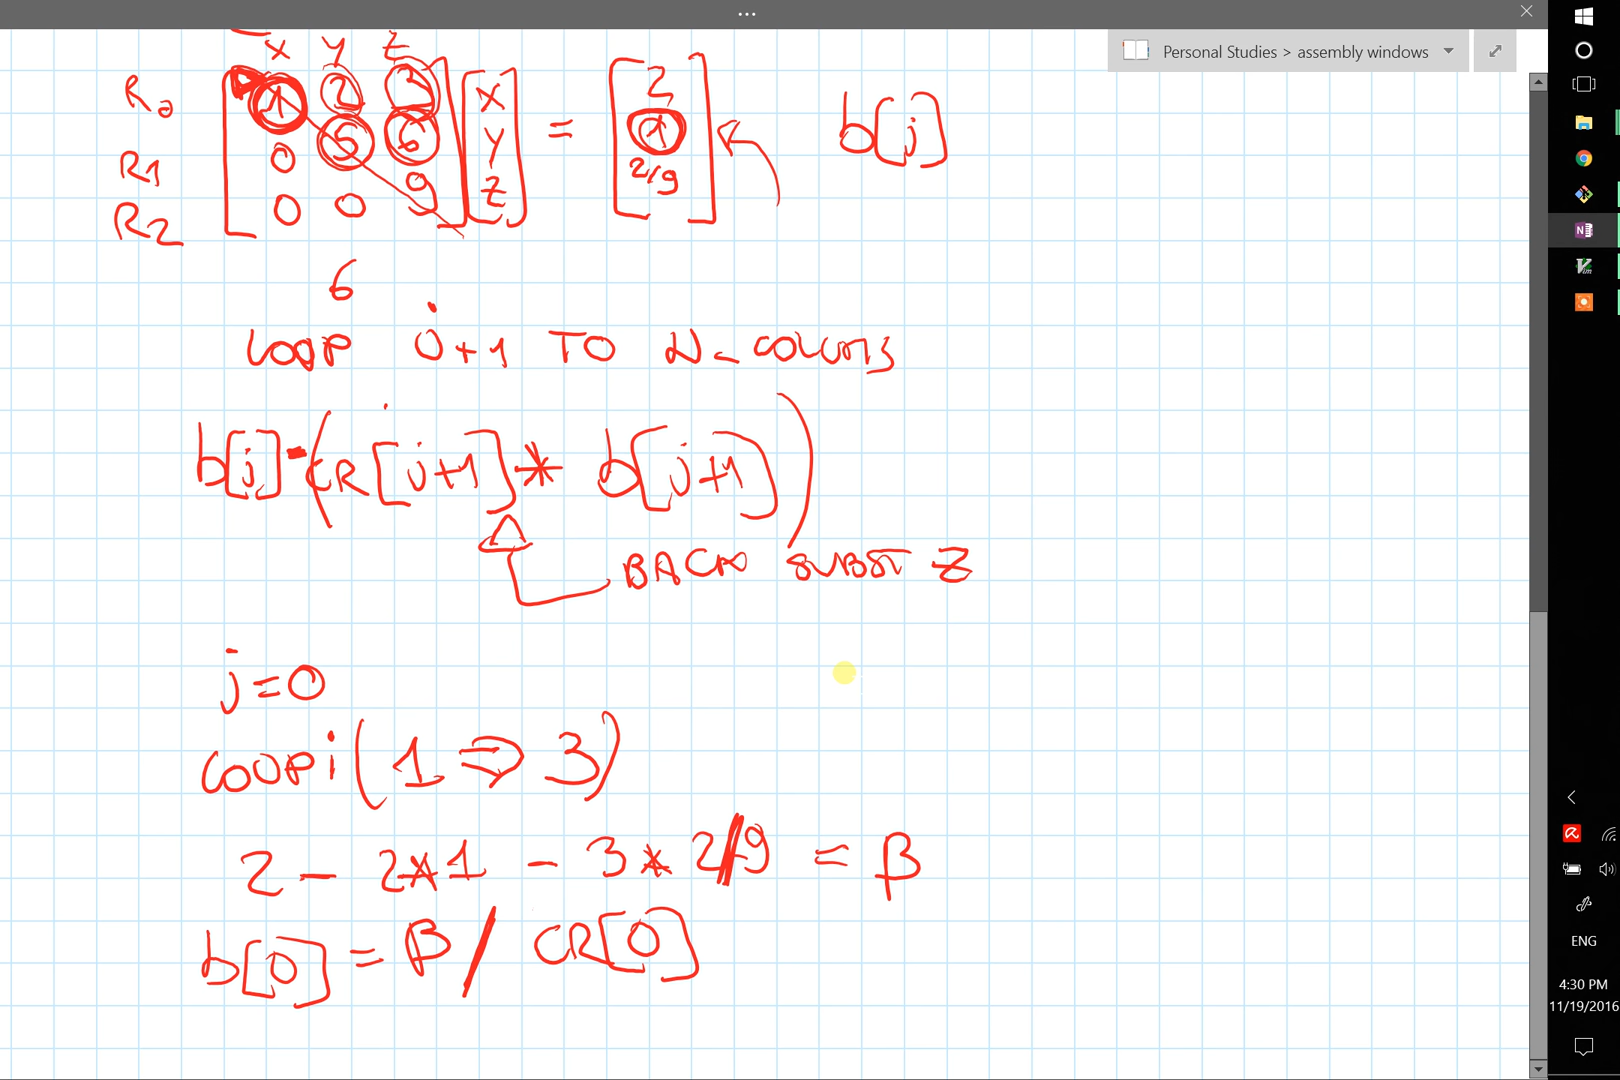 ...
Personal Studies > assembly windows
x y z
R0 1 2 3 x = 2 b[j]
R1 0 5 6 y 1
R2 0 0 9 z 2/9
6
LOOP j+1 TO N_COLUMS
b[j] - (CR[j+1] * b[j+1])
BACK SUBST Z
j=0
LOOP i (1 ⇒ 3)
2 - 2*1 - 3*2/9 = β
b[0] = β / CR[0]
ENG
4:30 PM
11/19/2016